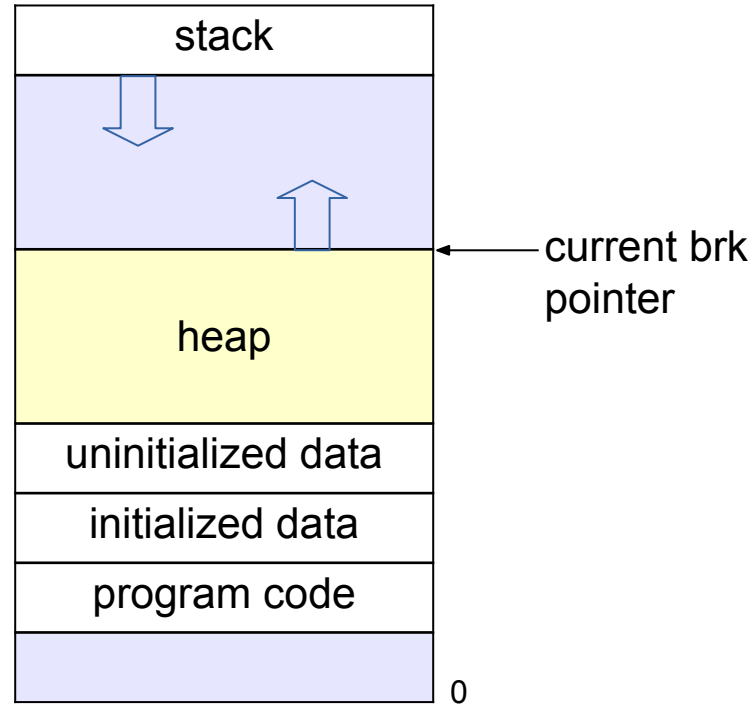 stack
current brk
pointer
heap
uninitialized data
initialized data
program code
0